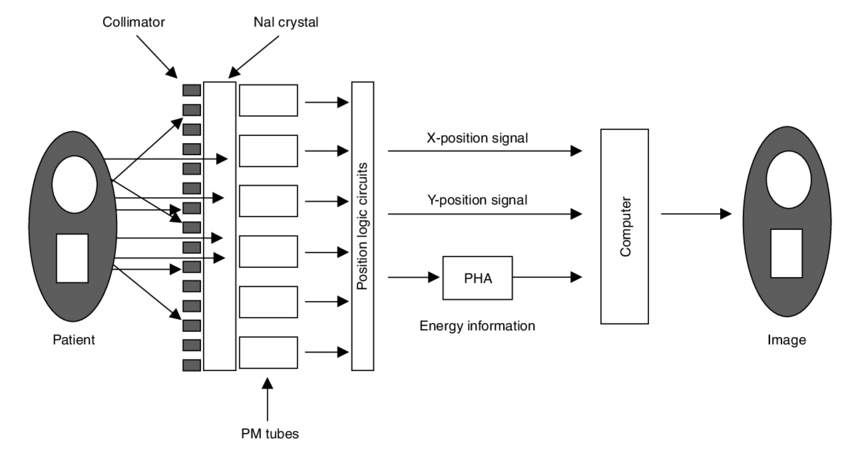 Collimator
NaI crystal
Position logic circuits
X-position signal
Y-position signal
PHA
Energy information
Computer
Patient
Image
PM tubes